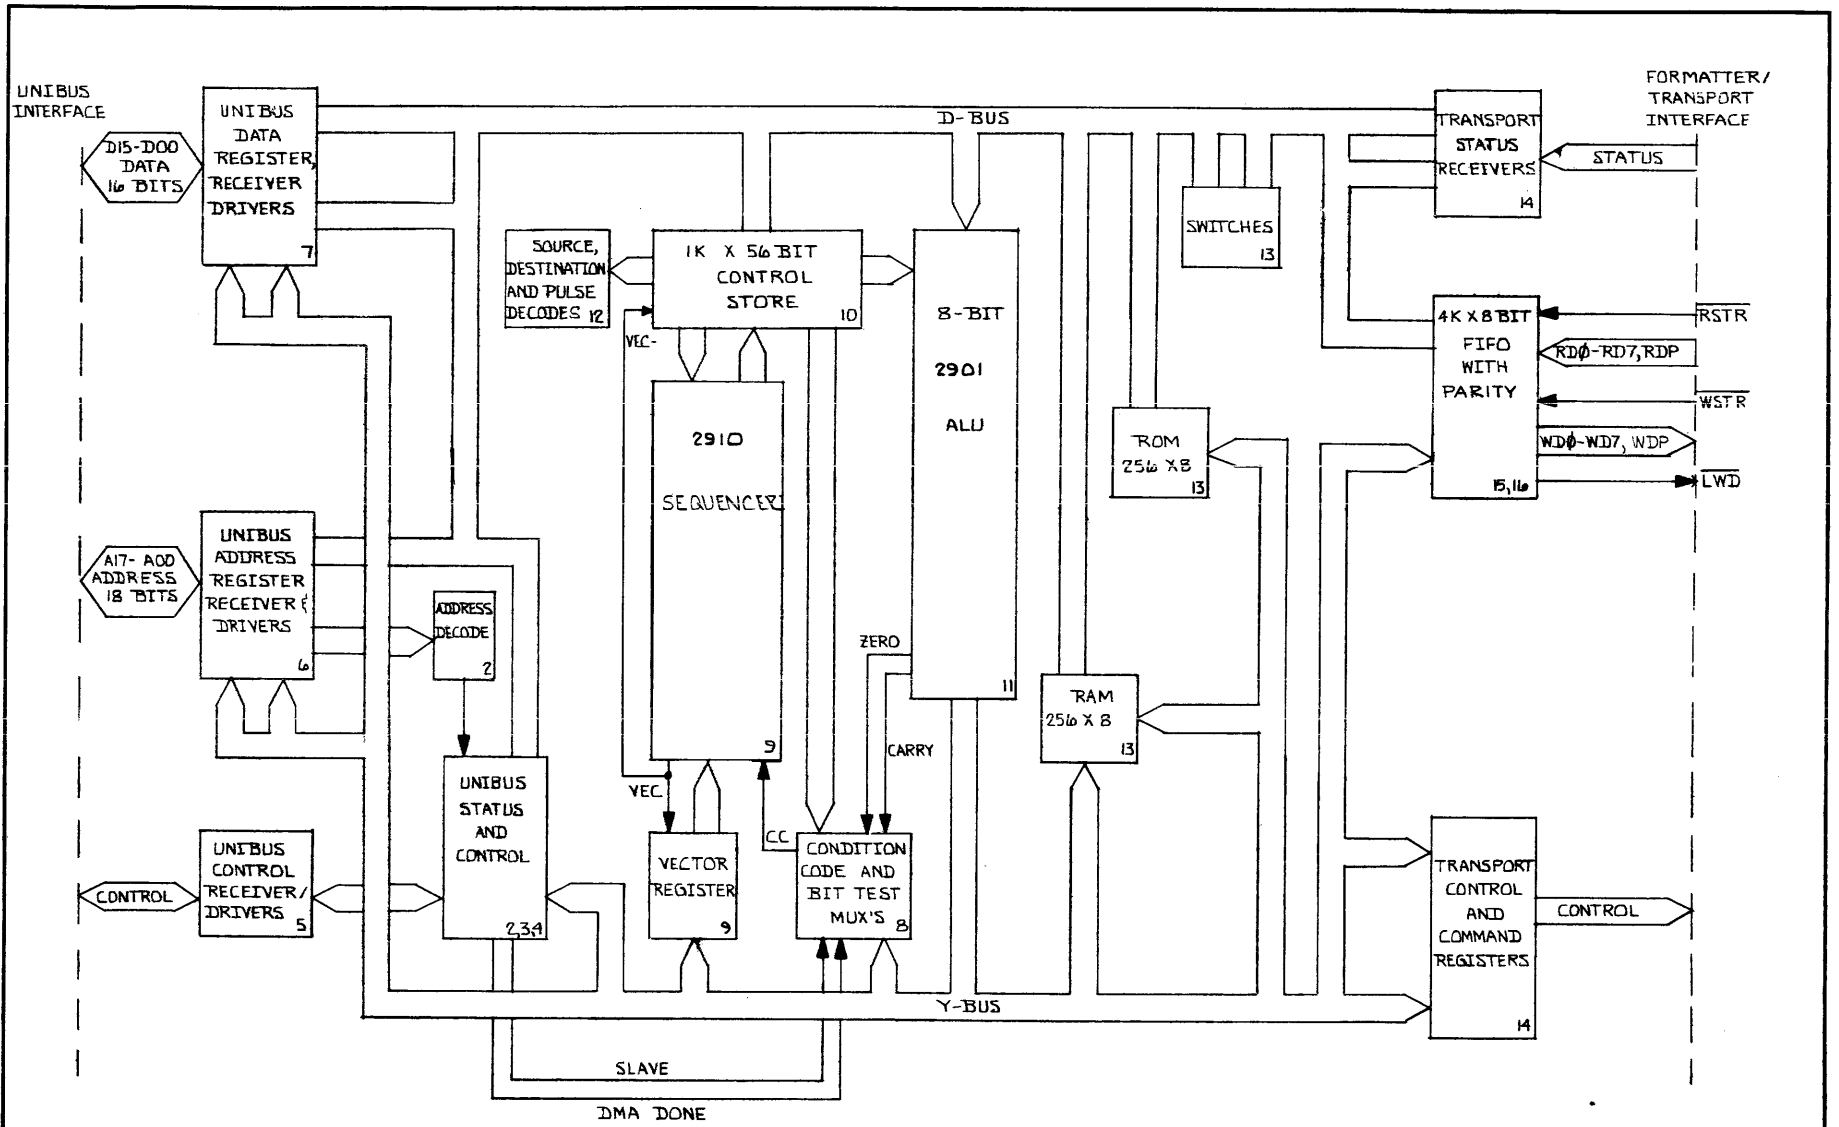 UNIBUS
INTERFACE
FORMATTER/
TRANSPORT
INTERFACE
UNIBUS
DATA
REGISTER,
RECEIVER
DRIVERS
7
D15-D00
DATA
16 BITS
D-BUS
TRANSPORT
STATUS
RECEIVERS
14
STATUS
SWITCHES
13
SOURCE,
DESTINATION
AND PULSE
DECODES 12
1K X 56 BIT
CONTROL
STORE
10
8-BIT
2901
ALU
11
4K X 8 BIT
FIFO
WITH
PARITY
15,16
RSTR
RDØ-RD7,RDP
WSTR
WDØ-WD7, WDP
LWD
VEC-
2910
SEQUENCER
9
ROM
256 X8
13
UNIBUS
ADDRESS
REGISTER
RECEIVER &
DRIVERS
6
A17-A00
ADDRESS
18 BITS
ADDRESS
DECODE
2
ZERO
CARRY
RAM
256 X 8
13
UNIBUS
STATUS
AND
CONTROL
2,3,4
VEC
CC
VECTOR
REGISTER
9
CONDITION
CODE AND
BIT TEST
MUX'S
8
UNIBUS
CONTROL
RECEIVER/
DRIVERS
5
CONTROL
TRANSPORT
CONTROL
AND
COMMAND
REGISTERS
14
CONTROL
Y-BUS
SLAVE
DMA DONE